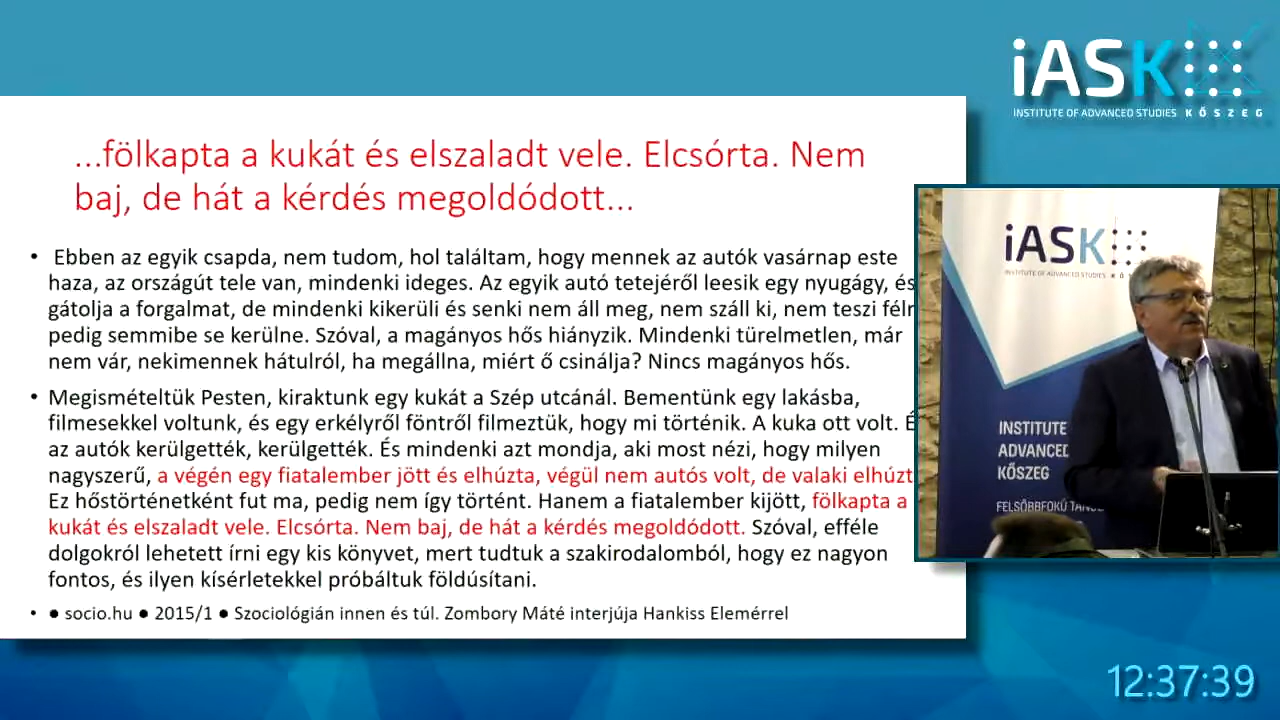 iASK
INSTITUTE OF ADVANCED STUDIES KŐSZEG
...fölkapta a kukát és elszaladt vele. Elcsórta. Nem
baj, de hát a kérdés megoldódott...
• Ebben az egyik csapda, nem tudom, hol találtam, hogy mennek az autók vasárnap este
haza, az országút tele van, mindenki ideges. Az egyik autó tetejéről leesik egy nyugágy, és
gátolja a forgalmat, de mindenki kikerüli és senki nem áll meg, nem száll ki, nem teszi
pedig semmibe se kerülne. Szóval, a magányos hős hiányzik. Mindenki türelmetlen, már
nem vár, nekimennek hátulról, ha megállna, miért ő csinálja? Nincs magányos hős.
• Megismételtük Pesten, kiraktunk egy kukát a Szép utcánál. Bementünk egy lakásba,
filmesekkel voltunk, és egy erkélyről föntről filmeztük, hogy mi történik. A kuka ott volt.
az autók kerülgették, kerülgették. És mindenki azt mondja, aki most nézi, hogy milyen
nagyszerű, a végén egy fiatalember jött és elhúzta, végül nem autós volt, de valaki elhúzt
Ez hőstörténetként fut ma, pedig nem így történt. Hanem a fiatalember kijött, fölkapta a
kukát és elszaladt vele. Elcsórta. Nem baj, de hát a kérdés megoldódott. Szóval, efféle
dolgokról lehetett írni egy kis könyvet, mert tudtuk a szakirodalomból, hogy ez nagyon
fontos, és ilyen kísérletekkel próbáltuk földúsítani.
• ● socio.hu ● 2015/1 ● Szociológián innen és túl. Zombory Máté interjúja Hankiss Elemérrel
iASK
INSTITUTE OF ADVANCED STUDIES
INSTITUTE
ADVANCED
KŐSZEG
FELSŐBBFOKÚ
12:37:39